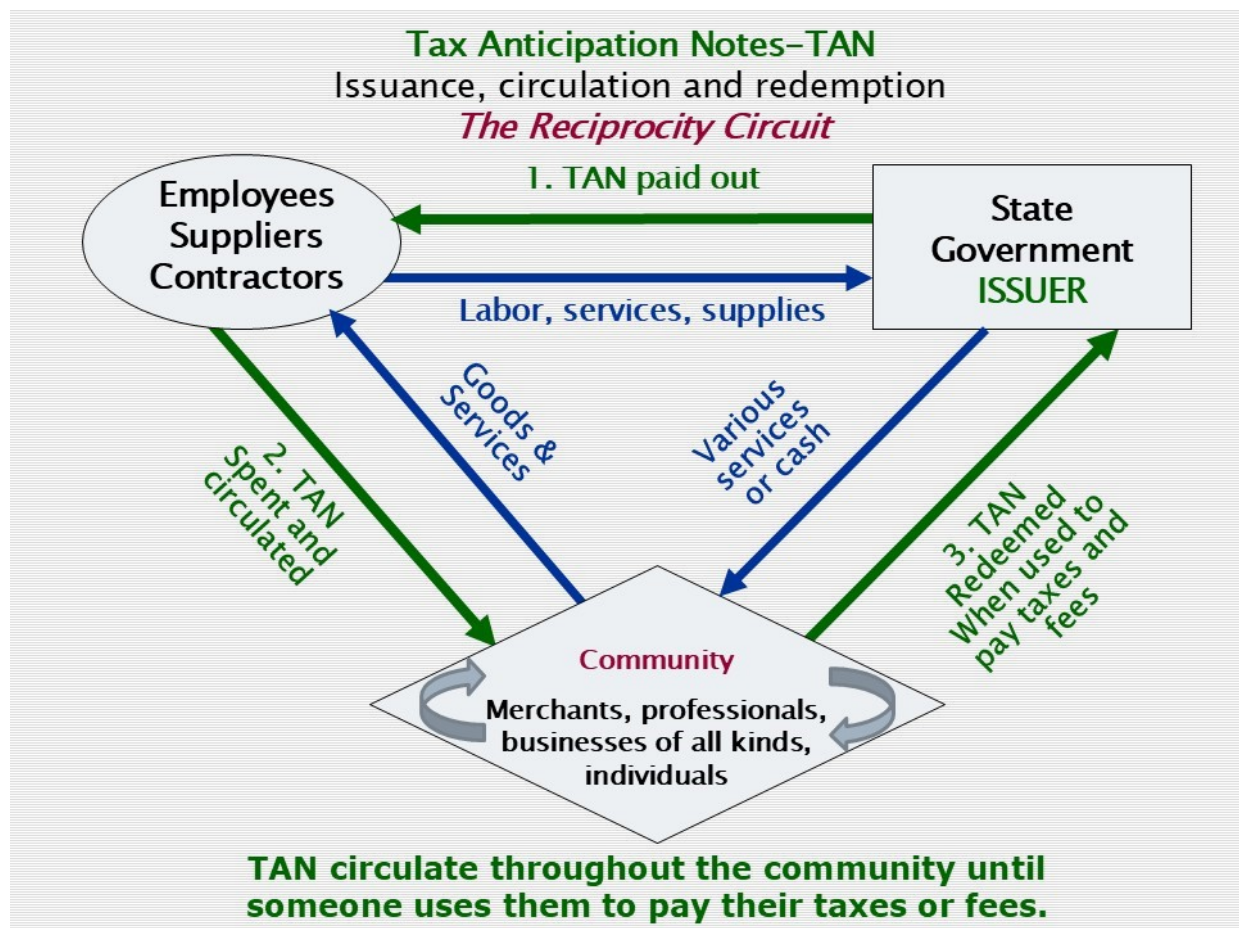 Tax Anticipation Notes–TAN
Issuance, circulation and redemption
The Reciprocity Circuit
1. TAN paid out
Employees
Suppliers
Contractors
State
Government
ISSUER
Labor, services, supplies
Goods &
Services
Various
services
or cash
2. TAN
Spent and
circulated
3. TAN
Redeemed
When used to
pay taxes and
fees
Community
Merchants, professionals,
businesses of all kinds,
individuals
TAN circulate throughout the community until
someone uses them to pay their taxes or fees.